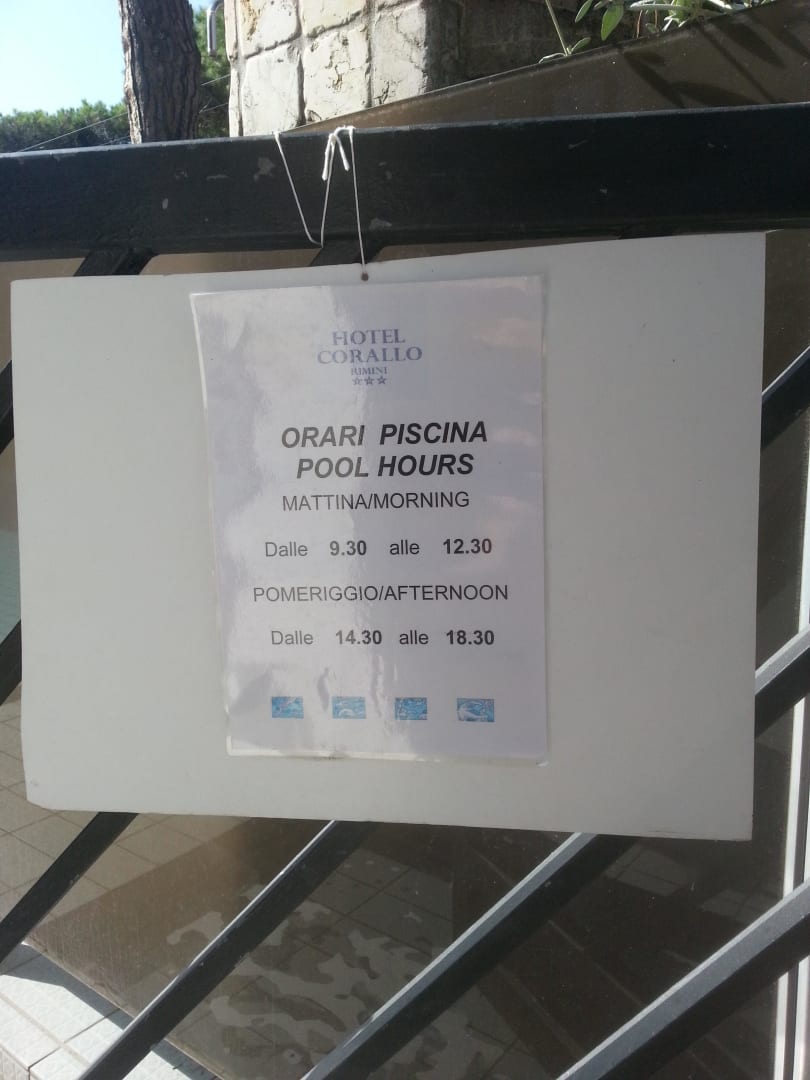 HOTEL
CORALLO
RIMINI
★★★
ORARI PISCINA
POOL HOURS
MATTINA/MORNING
Dalle 9.30 alle 12.30
POMERIGGIO/AFTERNOON
Dalle 14.30 alle 18.30